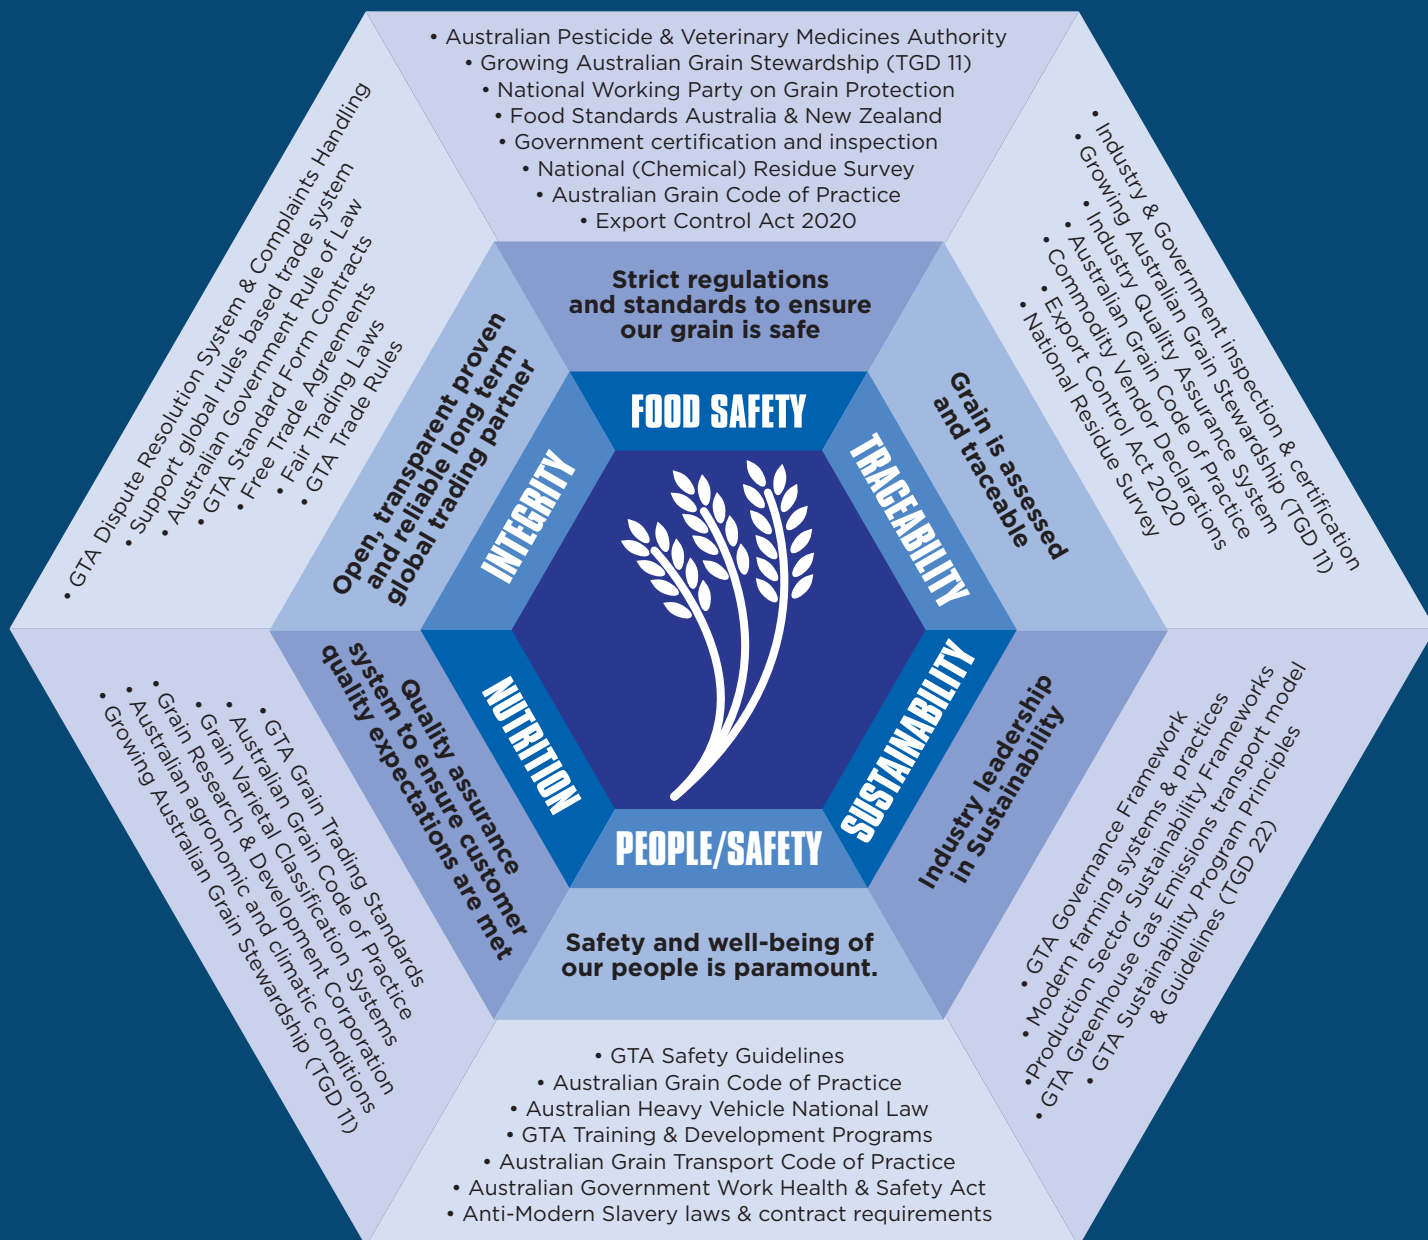 • Australian Pesticide & Veterinary Medicines Authority
• Growing Australian Grain Stewardship (TGD 11)
• National Working Party on Grain Protection
• Food Standards Australia & New Zealand
• Government certification and inspection
• National (Chemical) Residue Survey
• Australian Grain Code of Practice
• Export Control Act 2020
Strict regulations
and standards to ensure
our grain is safe
FOOD SAFETY
• Industry & Government inspection & certification
• Growing Australian Grain Stewardship (TGD 11)
• Industry Quality Assurance System
• Australian Grain Code of Practice
• Commodity Vendor Declarations
• Export Control Act 2020
• National Residue Survey
Grain is assessed
and traceable
TRACEABILITY
SUSTAINABILITY
Industry leadership
in Sustainability
• GTA Governance Framework
• Modern farming systems & practices
•Production Sector Sustainability Frameworks
• GTA Greenhouse Gas Emissions transport model
• GTA Sustainability Program Principles
& Guidelines (TGD 22)
PEOPLE/SAFETY
Safety and well-being of
our people is paramount.
• GTA Safety Guidelines
• Australian Grain Code of Practice
• Australian Heavy Vehicle National Law
• GTA Training & Development Programs
• Australian Grain Transport Code of Practice
• Australian Government Work Health & Safety Act
• Anti-Modern Slavery laws & contract requirements
NUTRITION
Quality assurance
system to ensure customer
quality expectations are met
• GTA Grain Trading Standards
• Australian Grain Code of Practice
• Grain Varietal Classification Systems
• Grain Research & Development Corporation
• Australian agronomic and climatic conditions
• Growing Australian Grain Stewardship (TGD 11)
INTEGRITY
Open, transparent proven
and reliable long term
global trading partner
• GTA Dispute Resolution System & Complaints Handling
• Support global rules based trade system
• Australian Government Rule of Law
• GTA Standard Form Contracts
• Free Trade Agreements
• Fair Trading Laws
• GTA Trade Rules